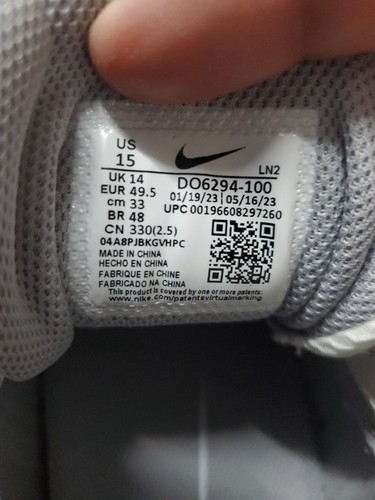 US
15
LN2
UK 14
EUR 49.5
cm 33
BR 48
CN 330(2.5)
DO6294-100
01/19/23 | 05/16/23
UPC 00196608297260
04A8PJBKGVHPC
MADE IN CHINA
HECHO EN CHINA
FABRIQUE EN CHINE
FABRICADO NA CHINA
This product is covered by one or more patents:
www.nike.com/patentsvirtualmarking